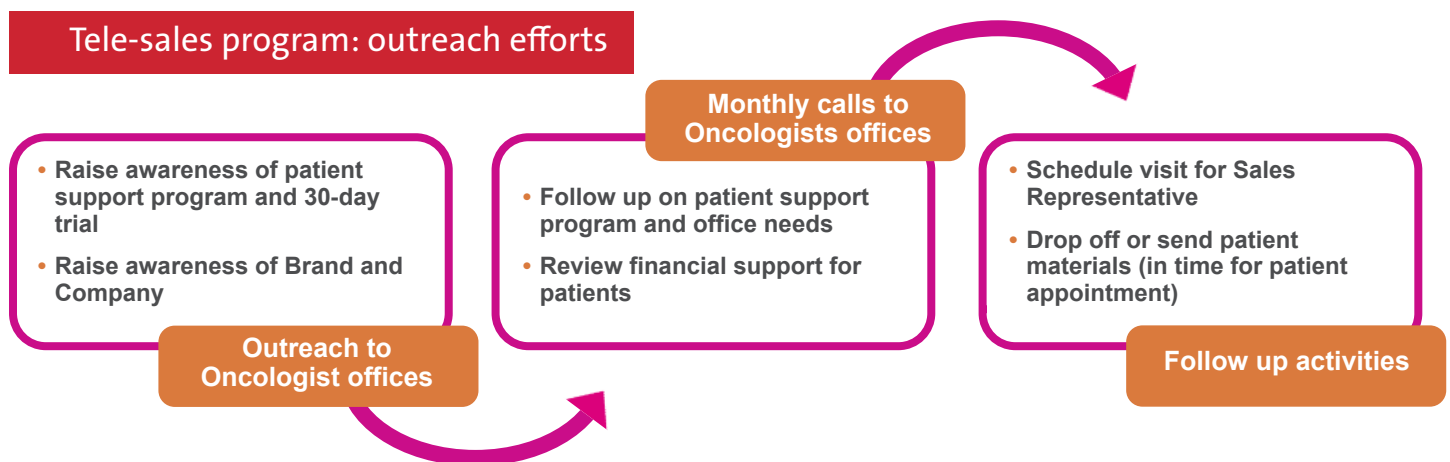 Tele-sales program: outreach efforts
• Raise awareness of patient
support program and 30-day
trial
• Raise awareness of Brand and
Company
Outreach to
Oncologist offices
Monthly calls to
Oncologists offices
• Follow up on patient support
program and office needs
• Review financial support for
patients
• Schedule visit for Sales
Representative
• Drop off or send patient
materials (in time for patient
appointment)
Follow up activities